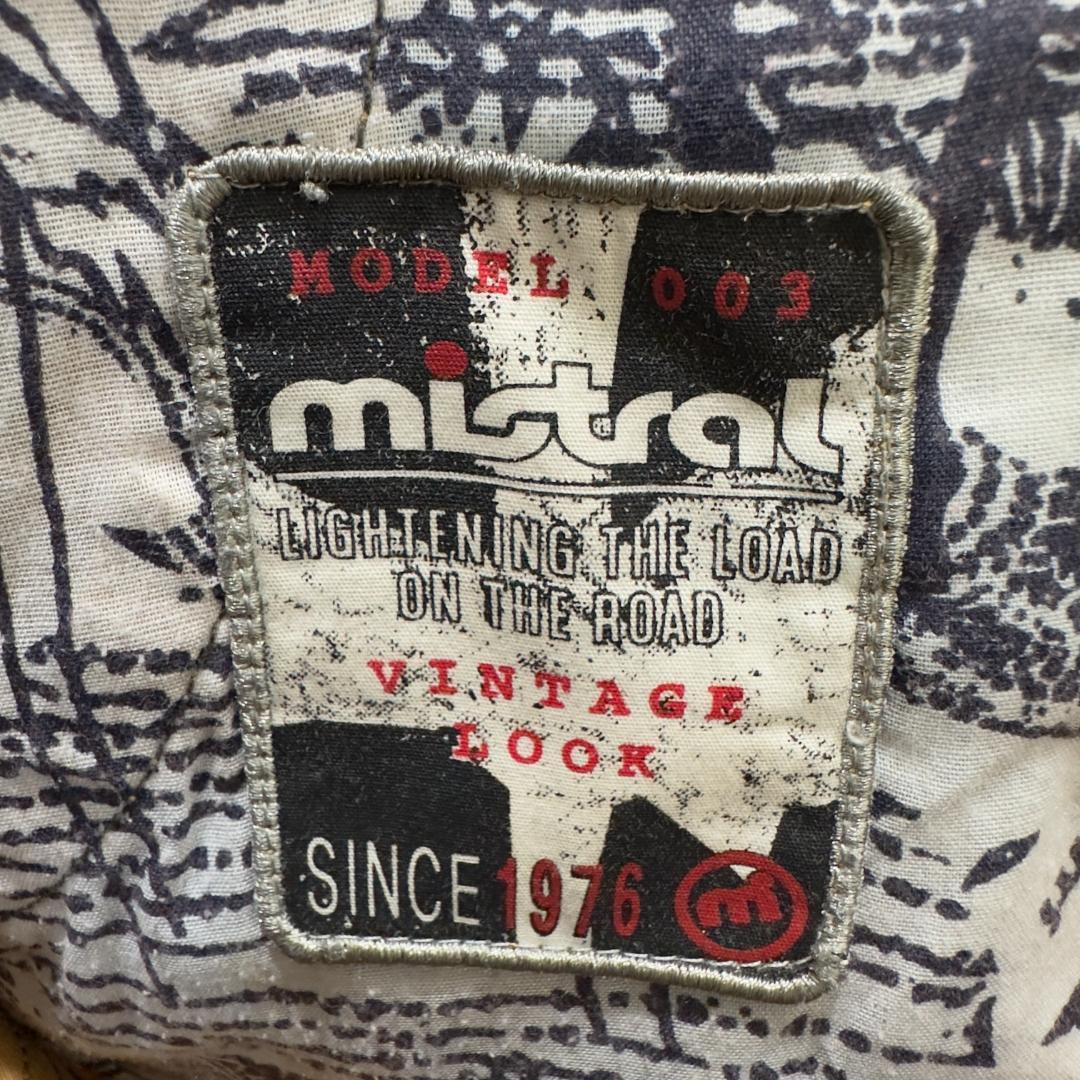 MODEL 003
mistral
LIGHTENING THE LOAD
ON THE ROAD
VINTAGE
LOOK
SINCE 1976
m